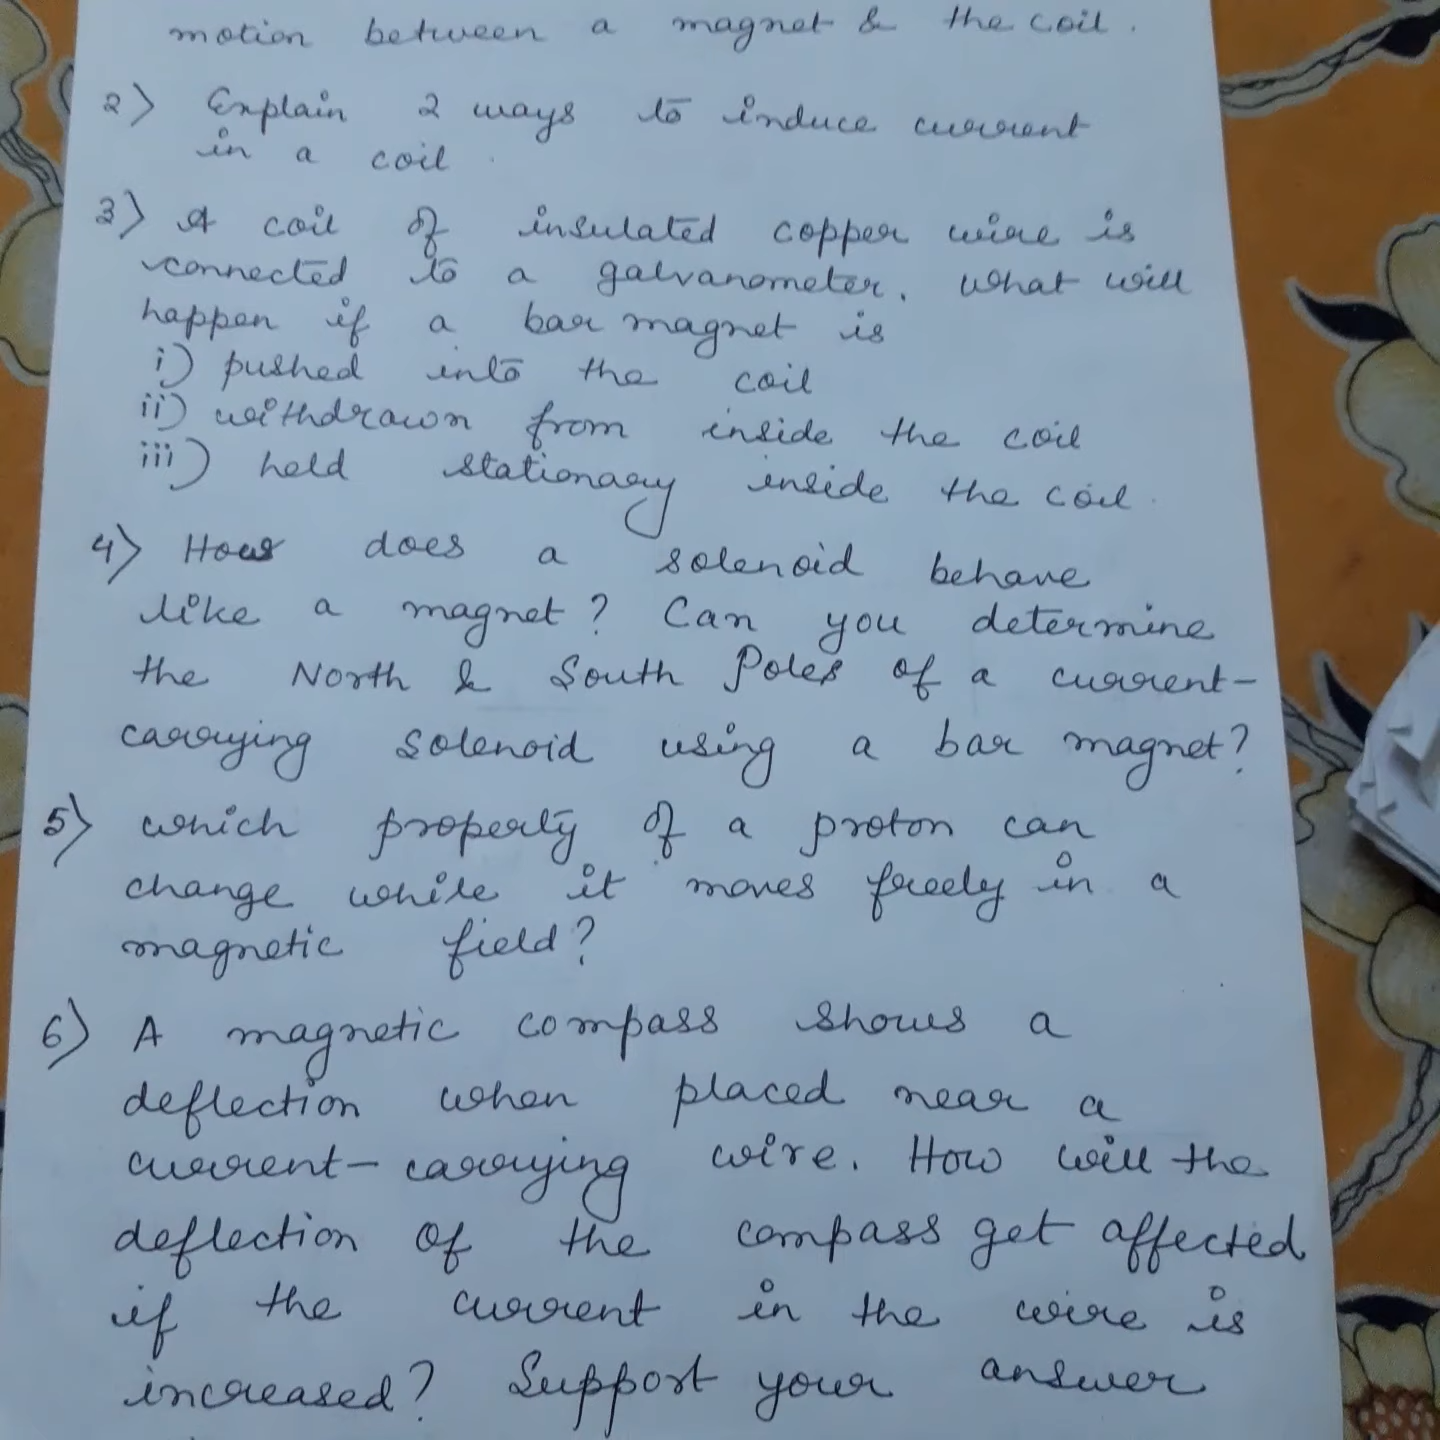 motion between a magnet & the coil.
2) Explain 2 ways to induce current
in a coil.
3) A coil of insulated copper wire is
connected to a galvanometer. What will
happen if a bar magnet is
i) pushed into the coil
ii) withdrawn from inside the coil
iii) held stationary inside the coil.
4) How does a solenoid behave
like a magnet? Can you determine
the North & South Poles of a current-
carrying solenoid using a bar magnet?
5) which property of a proton can
change while it moves freely in a
magnetic field?
6) A magnetic compass shows a
deflection when placed near a
current-carrying wire. How will the
deflection of the compass get affected
if the current in the wire is
increased? Support your answer